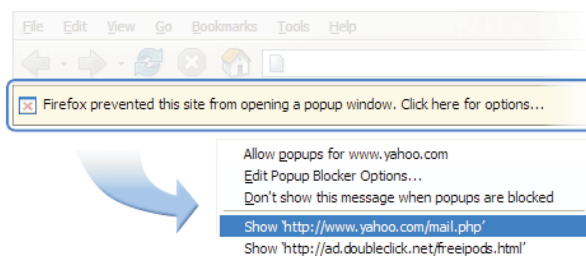 File Edit View Go Bookmarks Tools Help
Firefox prevented this site from opening a popup window. Click here for options...
Allow popups for www.yahoo.com
Edit Popup Blocker Options...
Don't show this message when popups are blocked
Show 'http://www.yahoo.com/mail.php'
Show 'http://ad.doubleclick.net/freeipods.html'